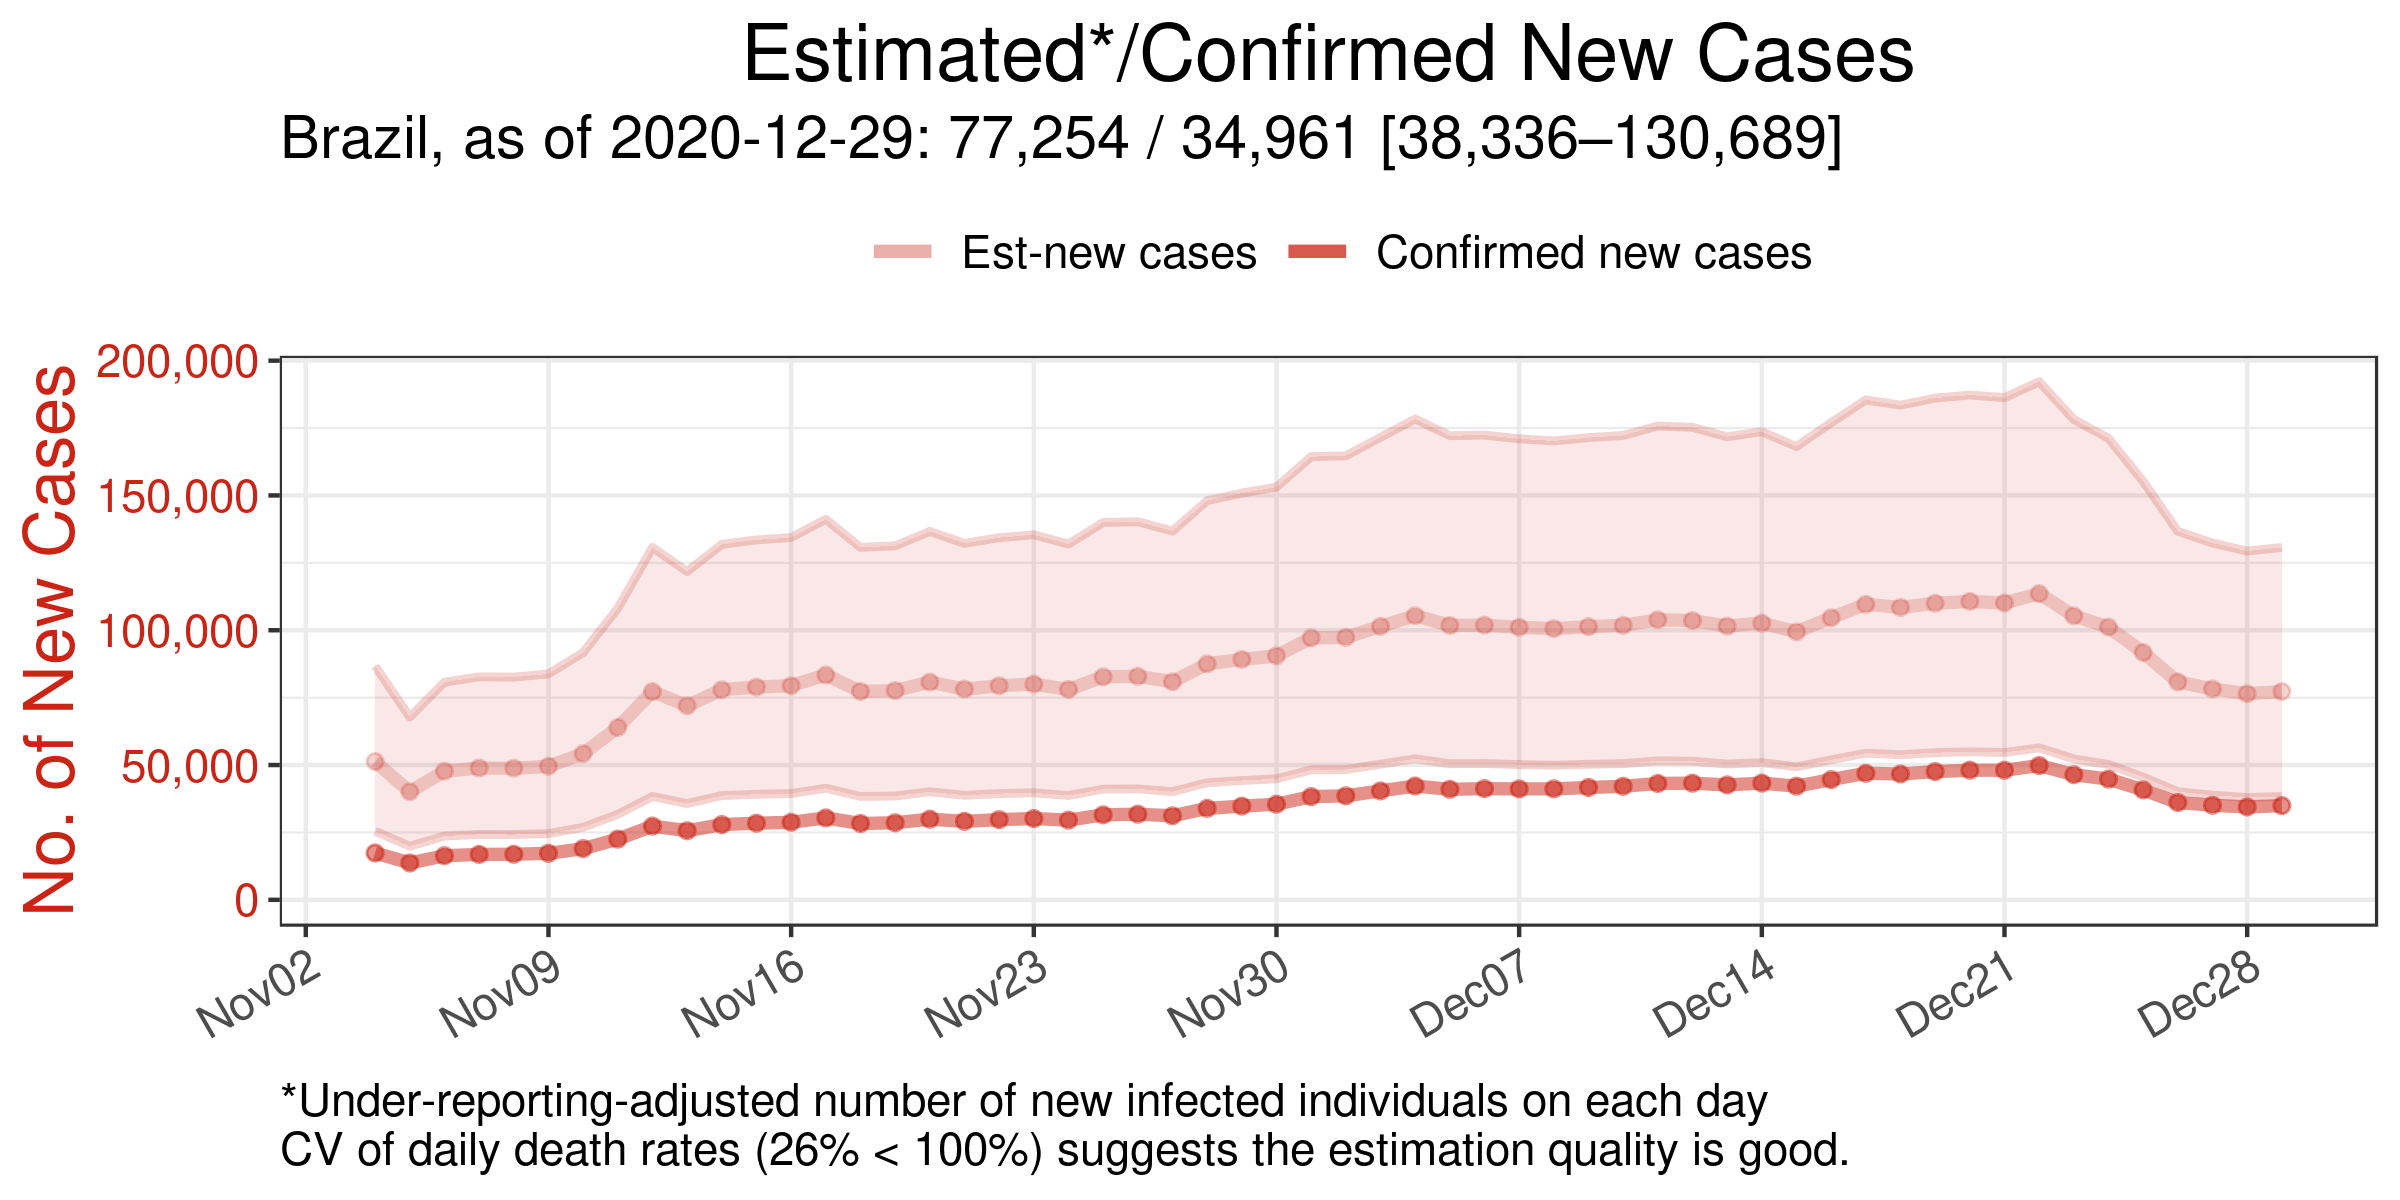 Estimated*/Confirmed New Cases
Brazil, as of 2020-12-29: 77,254 / 34,961 [38,336–130,689]
Est-new cases
Confirmed new cases
No. of New Cases
200,000
150,000
100,000
50,000
0
Nov02
Nov09
Nov16
Nov23
Nov30
Dec07
Dec14
Dec21
Dec28
*Under-reporting-adjusted number of new infected individuals on each day
CV of daily death rates (26% < 100%) suggests the estimation quality is good.